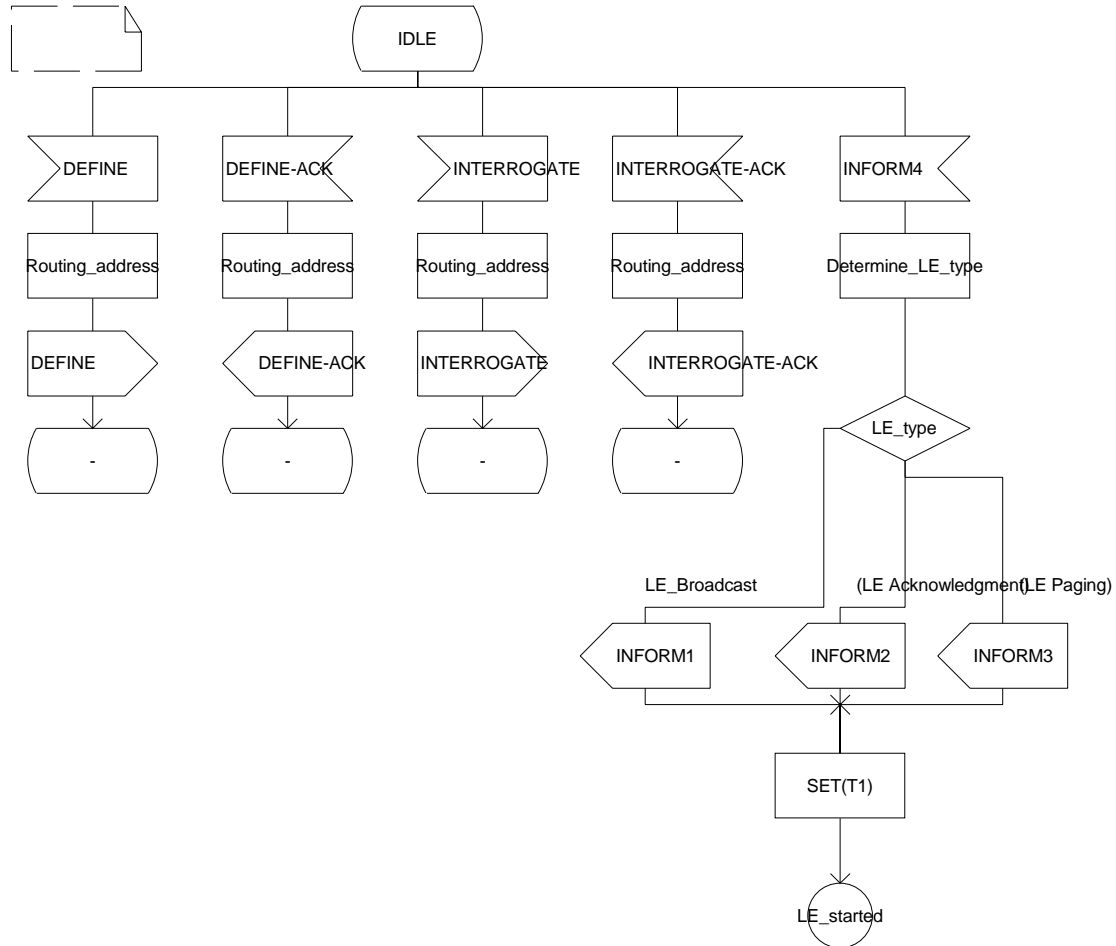 IDLE
DEFINE
DEFINE-ACK
INTERROGATE
INTERROGATE-ACK
INFORM4
Routing_address
Routing_address
Routing_address
Routing_address
Determine_LE_type
DEFINE
DEFINE-ACK
INTERROGATE
INTERROGATE-ACK
-
-
-
-
LE_type
LE_Broadcast
(LE Acknowledgment)
(LE Paging)
INFORM1
INFORM2
INFORM3
SET(T1)
LE_started